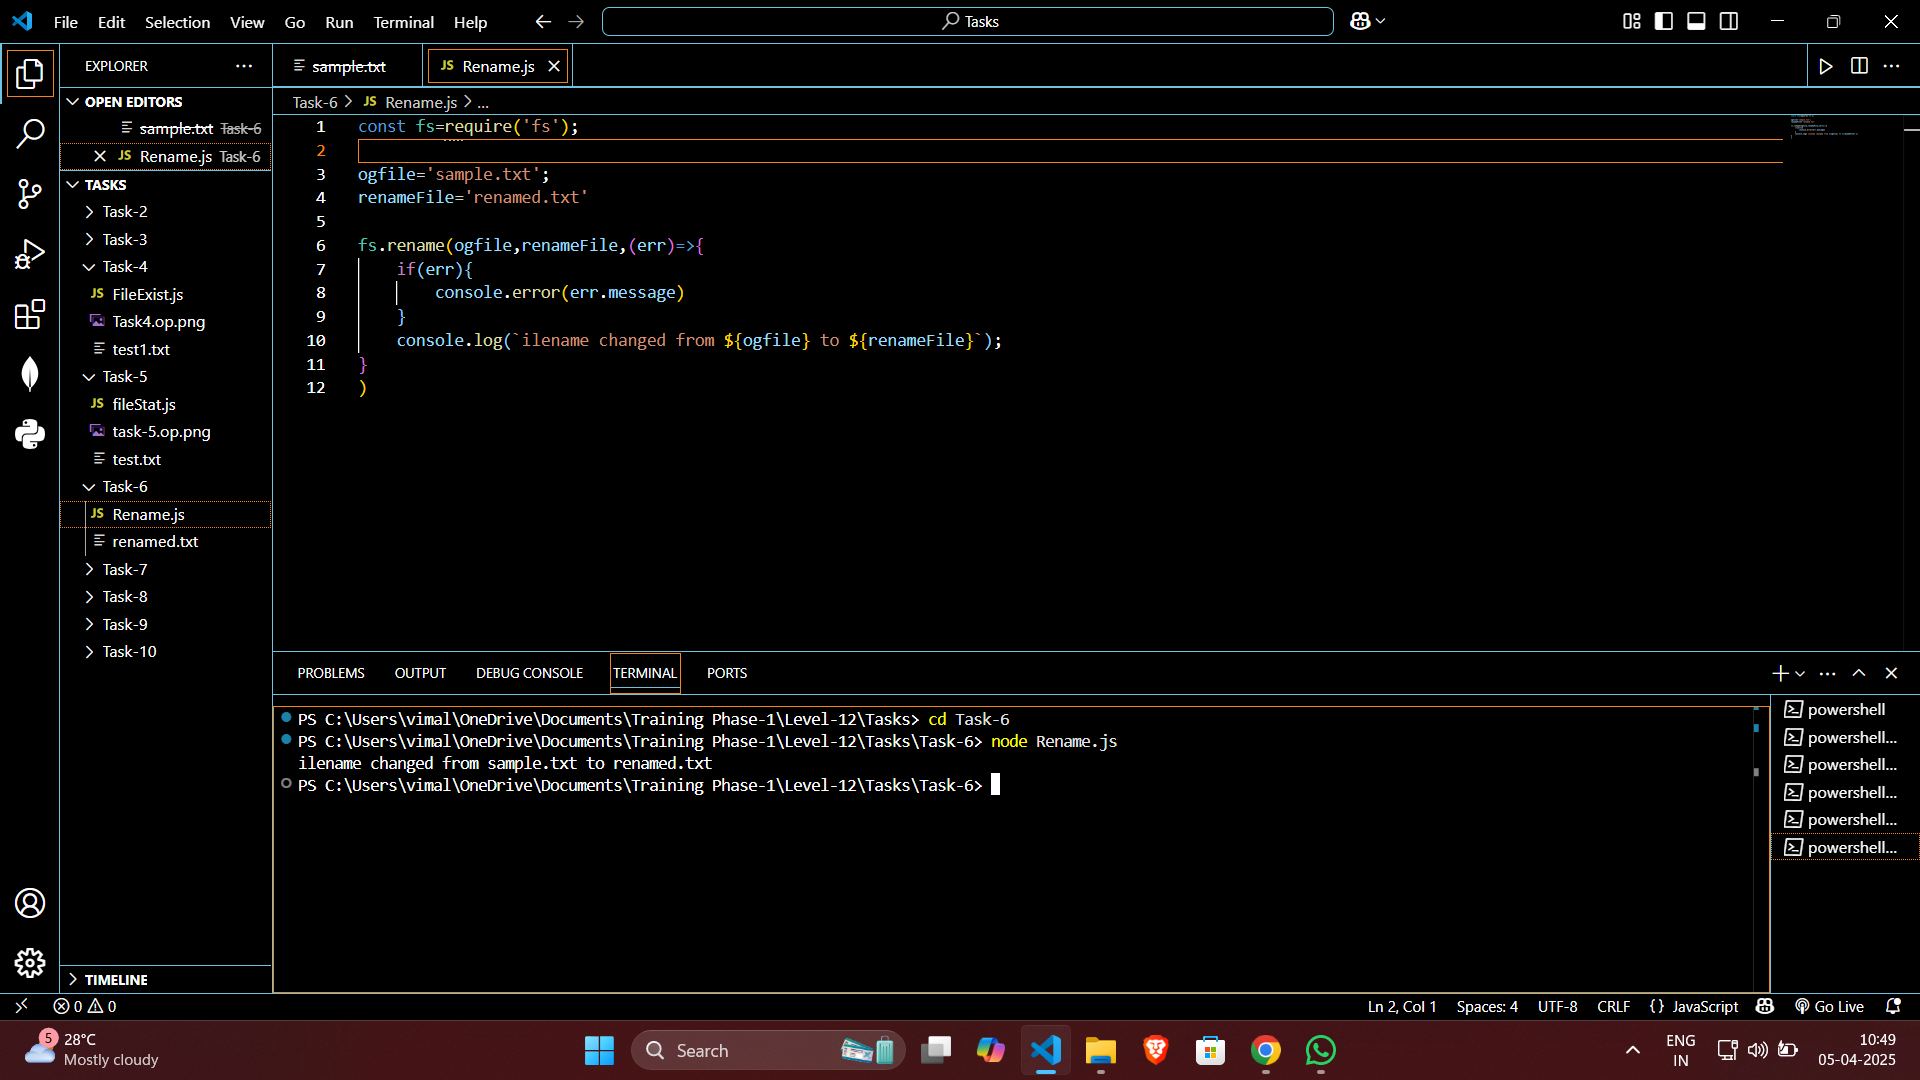 File Edit Selection View Go Run Terminal Help
Tasks
EXPLORER
OPEN EDITORS
sample.txt Task-6
JS Rename.js Task-6
TASKS
Task-2
Task-3
Task-4
JS FileExist.js
Task4.op.png
test1.txt
Task-5
JS fileStat.js
task-5.op.png
test.txt
Task-6
JS Rename.js
renamed.txt
Task-7
Task-8
Task-9
Task-10
TIMELINE
sample.txt JS Rename.js
Task-6 > JS Rename.js > ...
1 const fs=require('fs');
2
3 ogfile='sample.txt';
4 renameFile='renamed.txt'
5
6 fs.rename(ogfile,renameFile,(err)=>{
7 if(err){
8 console.error(err.message)
9 }
10 console.log(`ilename changed from ${ogfile} to ${renameFile}`);
11 }
12 )
PROBLEMS OUTPUT DEBUG CONSOLE TERMINAL PORTS
PS C:\Users\vimal\OneDrive\Documents\Training Phase-1\Level-12\Tasks> cd Task-6
PS C:\Users\vimal\OneDrive\Documents\Training Phase-1\Level-12\Tasks\Task-6> node Rename.js
ilename changed from sample.txt to renamed.txt
PS C:\Users\vimal\OneDrive\Documents\Training Phase-1\Level-12\Tasks\Task-6>
powershell
powershell...
powershell...
powershell...
powershell...
powershell...
0 0
Ln 2, Col 1 Spaces: 4 UTF-8 CRLF {} JavaScript Go Live
5
28°C
Mostly cloudy
Search
ENG
IN
10:49
05-04-2025